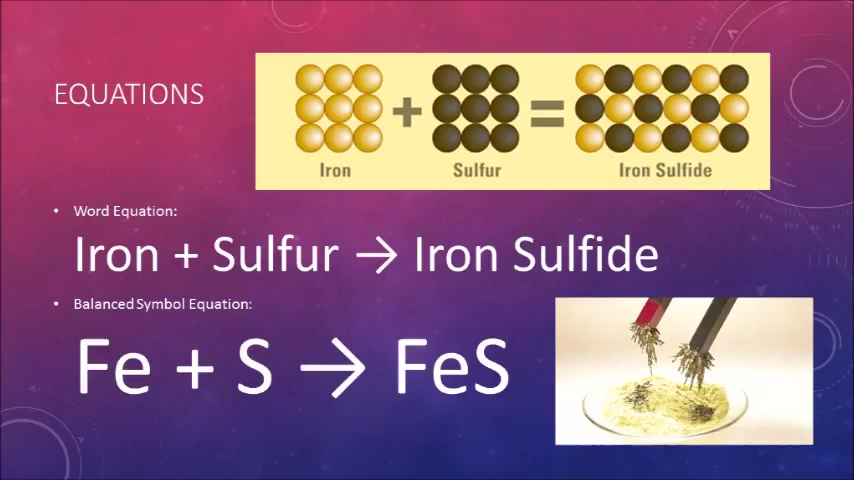 EQUATIONS
+ =
Iron Sulfur Iron Sulfide
• Word Equation:
Iron + Sulfur → Iron Sulfide
• Balanced Symbol Equation:
Fe + S → FeS